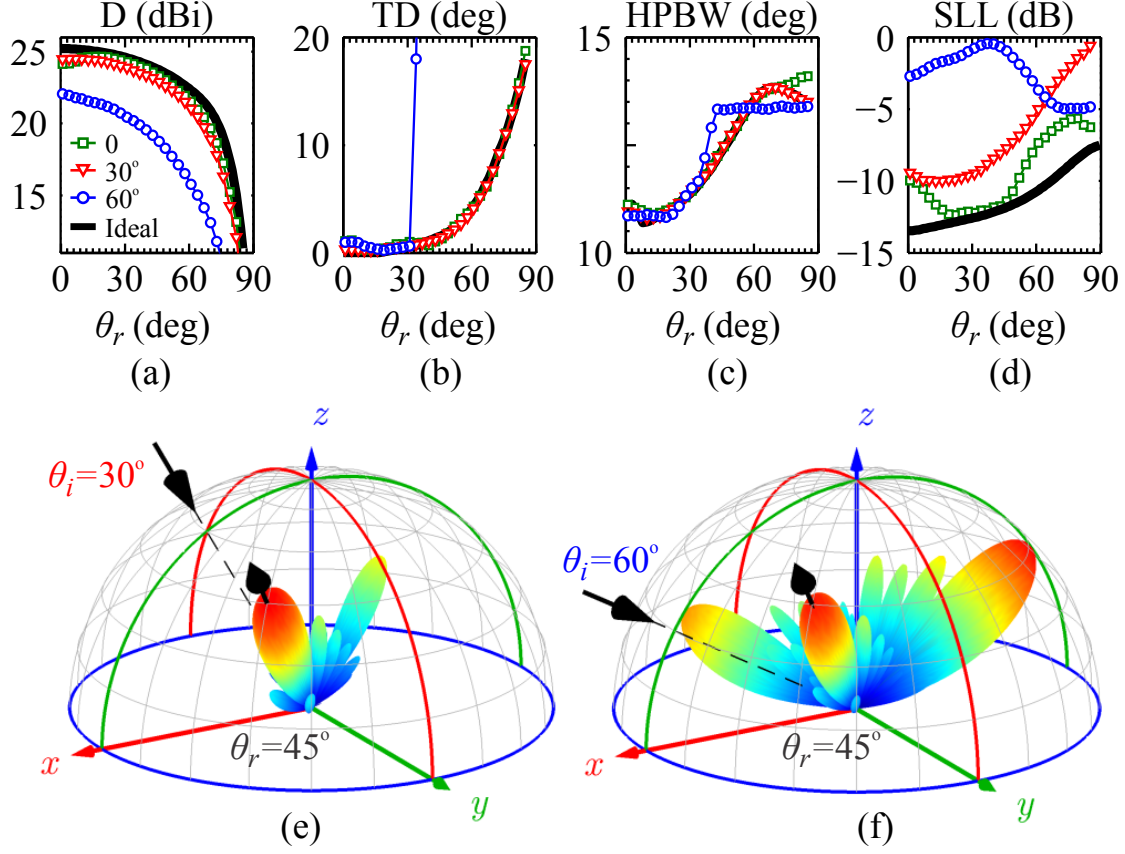 D (dBi) TD (deg) HPBW (deg) SLL (dB)
25
20
15
0
30°
60°
Ideal
0 30 60 90
θr (deg)
(a)
20
10
0
0 30 60 90
θr (deg)
(b)
15
10
0 30 60 90
θr (deg)
(c)
0
−5
−10
−15
0 30 60 90
θr (deg)
(d)
z
θi=30°
θr=45°
x
y
(e)
z
θi=60°
θr=45°
x
y
(f)